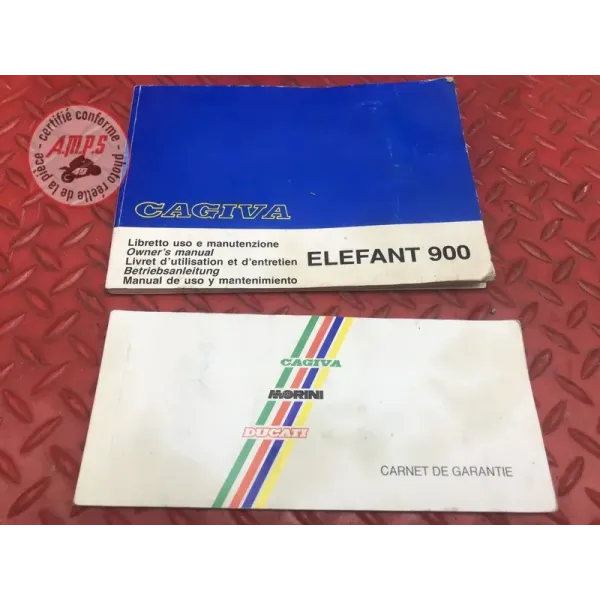 certifié conforme - photo réelle de la pièce -
A.M.P.S
CAGIVA
Libretto uso e manutenzione
Owner's manual
Livret d'utilisation et d'entretien
Betriebsanleitung
Manual de uso y mantenimiento
ELEFANT 900
CAGIVA
MORINI
DUCATI
CARNET DE GARANTIE